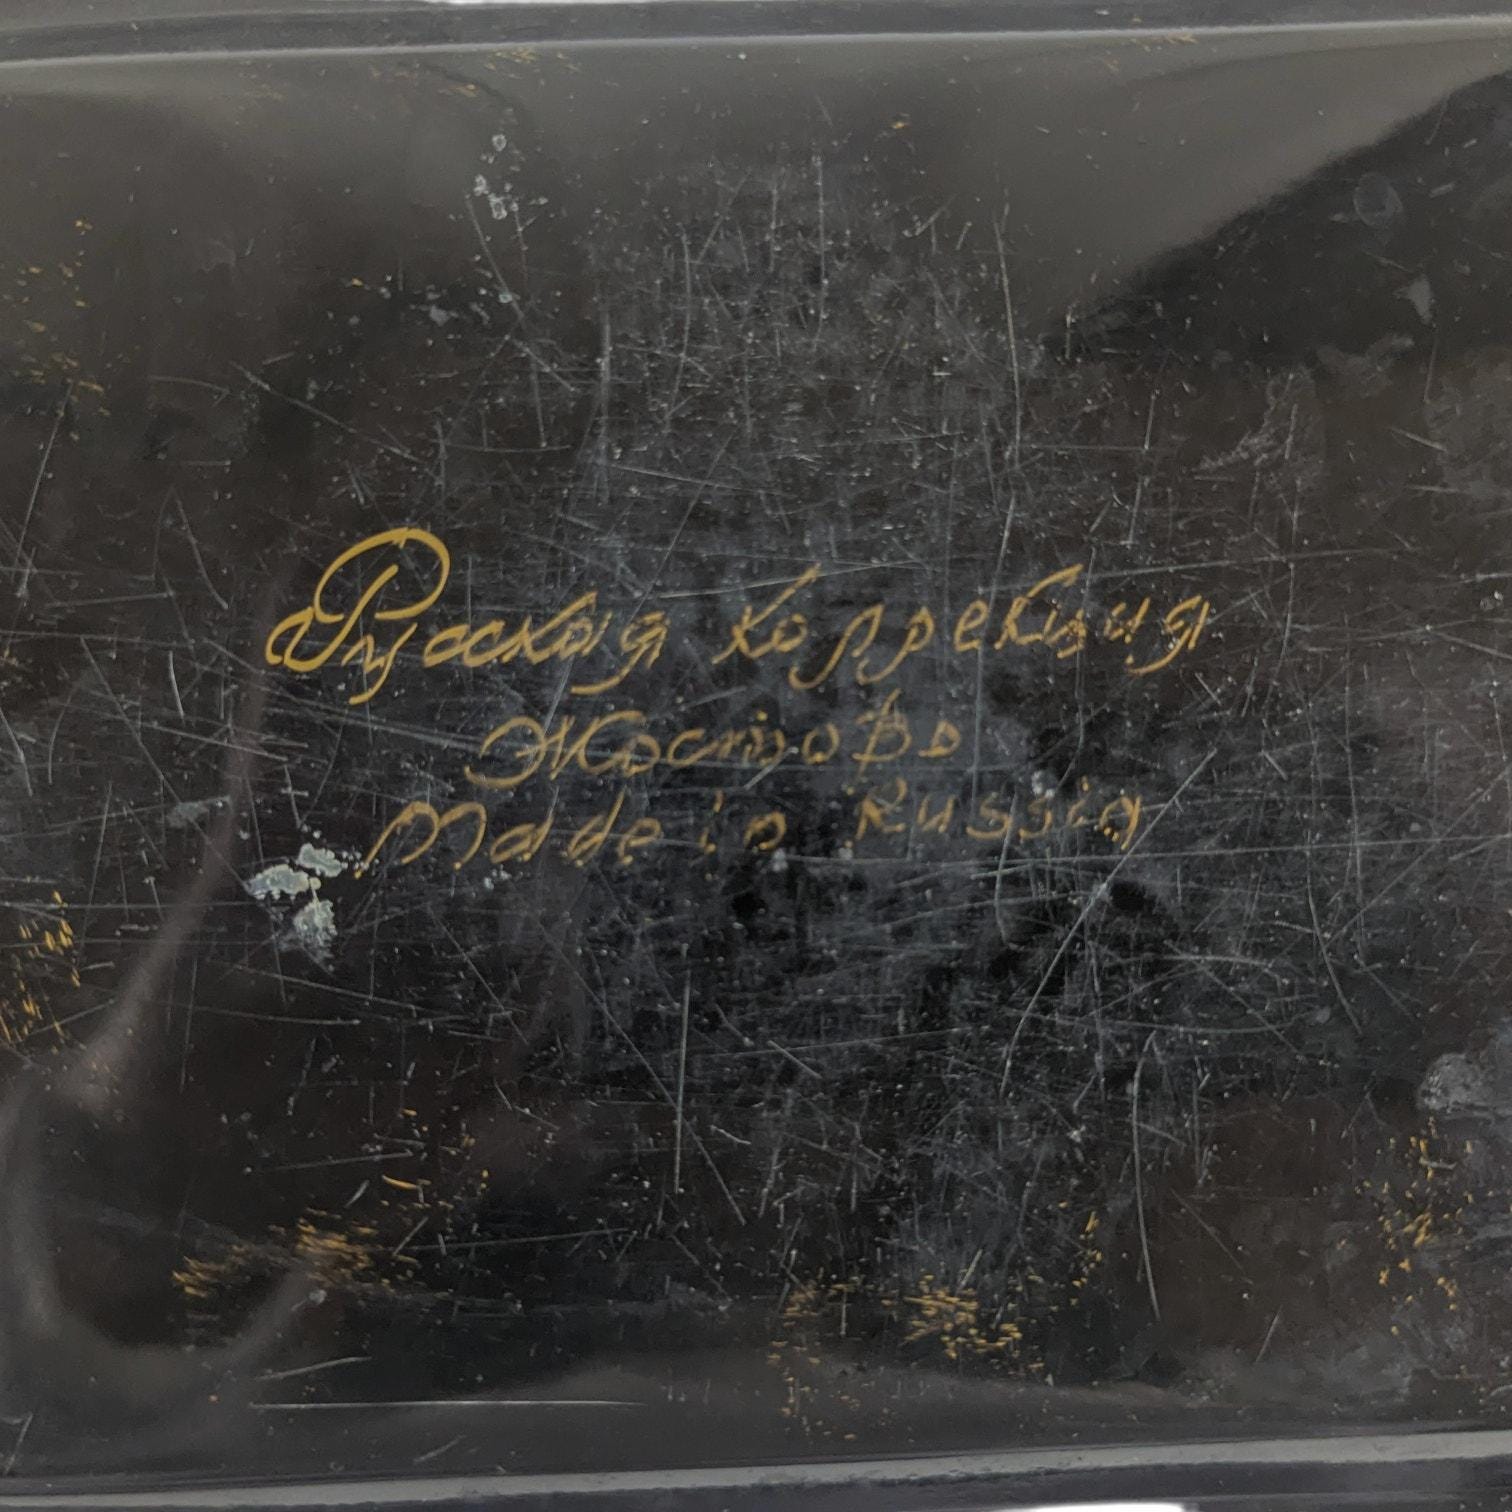 Русская коллекция
Жостово
Made in Russia